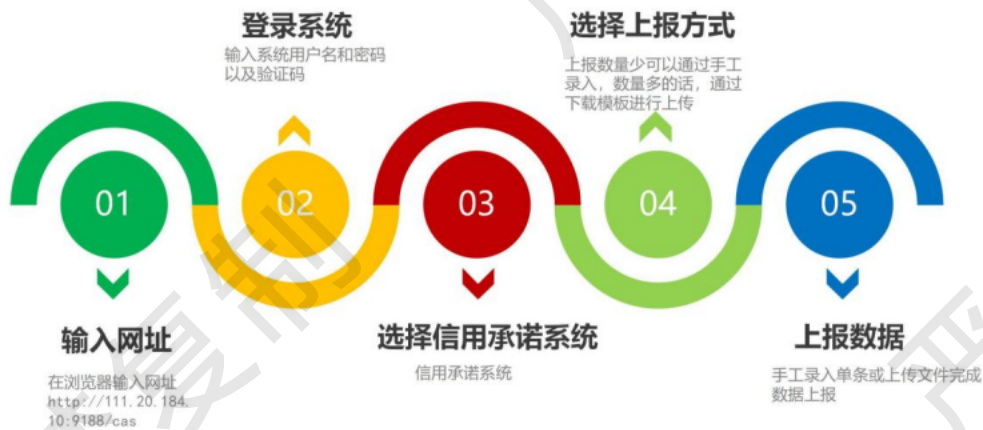 登录系统
输入系统用户名和密码
以及验证码
选择上报方式
上报数量少可以通过手工
录入，数量多的话，通过
下载模板进行上传
01
02
03
04
05
输入网址
在浏览器输入网址
http://111.20.184.
10:9188/cas
选择信用承诺系统
信用承诺系统
上报数据
手工录入单条或上传文件完成
数据上报
复制
严